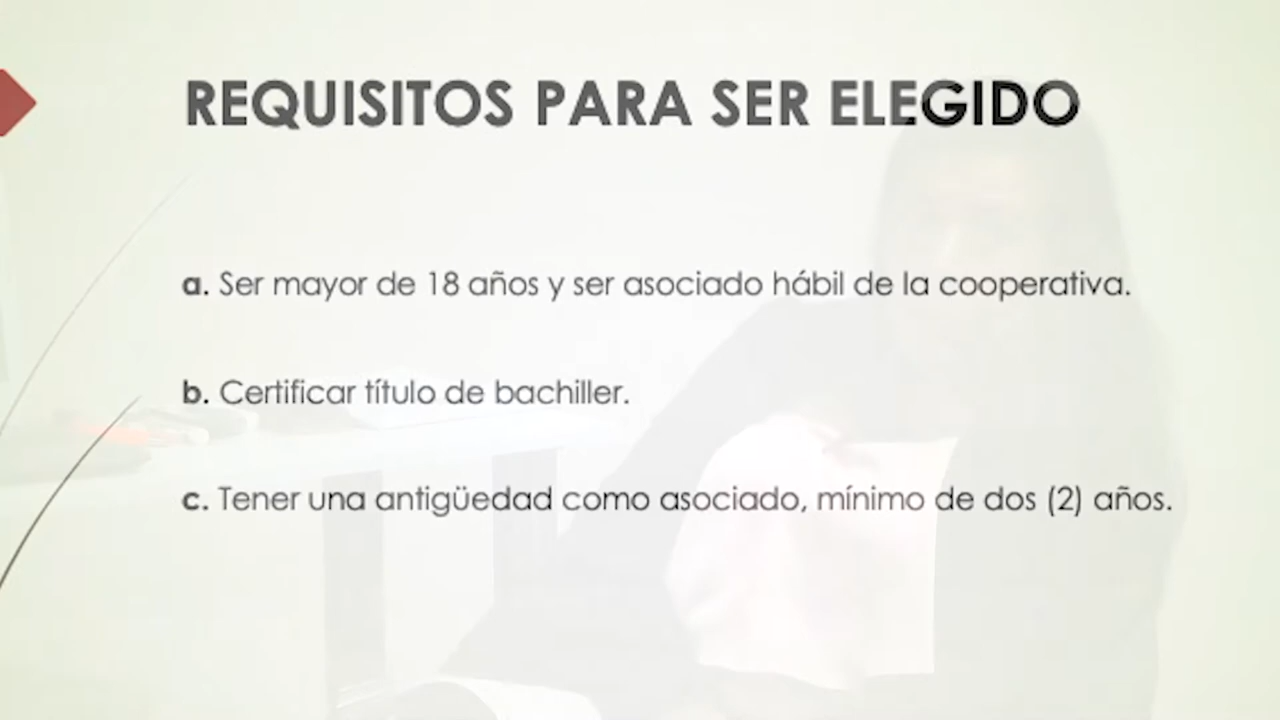 REQUISITOS PARA SER ELEGIDO
a. Ser mayor de 18 años y ser asociado hábil de la cooperativa.
b. Certificar título de bachiller.
c. Tener una antigüedad como asociado, mínimo de dos (2) años.